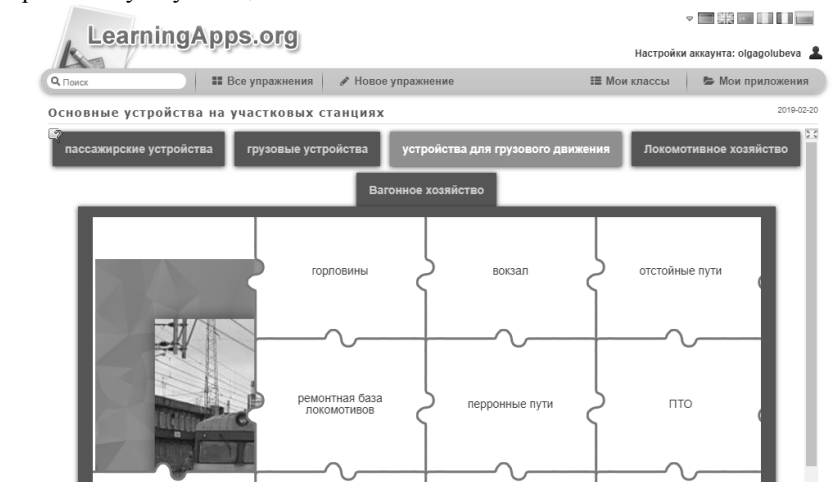 LearningApps.org
Настройки аккаунта: olgagolubeva
Поиск
Все упражнения
Новое упражнение
Мои классы
Мои приложения
Основные устройства на участковых станциях
2019-02-20
пассажирские устройства
грузовые устройства
устройства для грузового движения
Локомотивное хозяйство
Вагонное хозяйство
горловины
вокзал
отстойные пути
ремонтная база
локомотивов
перронные пути
ПТО